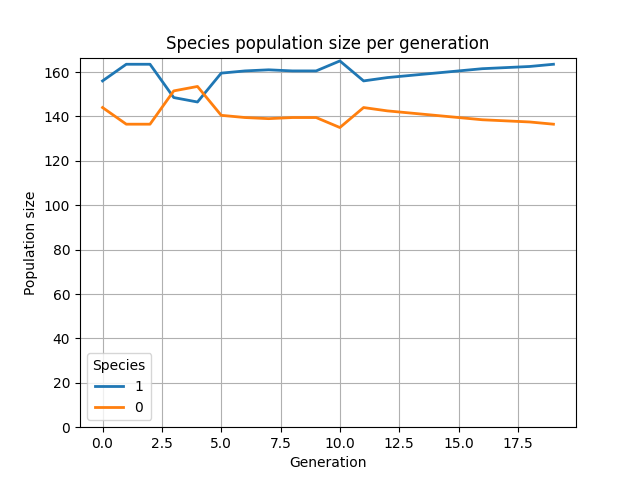 Species population size per generation
Population size
160
140
120
100
80
60
40
20
0
Species
1
0
0.0 2.5 5.0 7.5 10.0 12.5 15.0 17.5
Generation